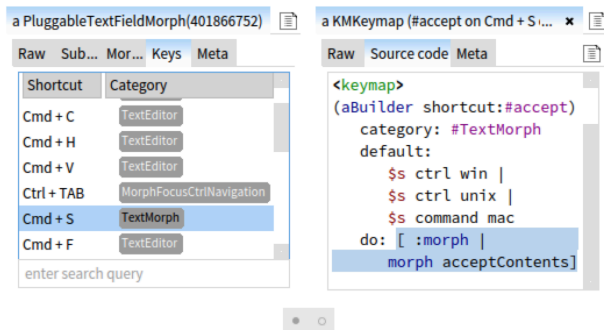 a PluggableTextFieldMorph(401866752)
Raw Sub... Mor... Keys Meta
Shortcut Category
Cmd + C TextEditor
Cmd + H TextEditor
Cmd + V TextEditor
Ctrl + TAB MorphFocusCtrlNavigation
Cmd + S TextMorph
Cmd + F TextEditor
enter search query
a KMKeymap (#accept on Cmd + S ...
Raw Source code Meta
<keymap>
(aBuilder shortcut:#accept)
category: #TextMorph
default:
$s ctrl win |
$s ctrl unix |
$s command mac
do: [ :morph |
morph acceptContents]